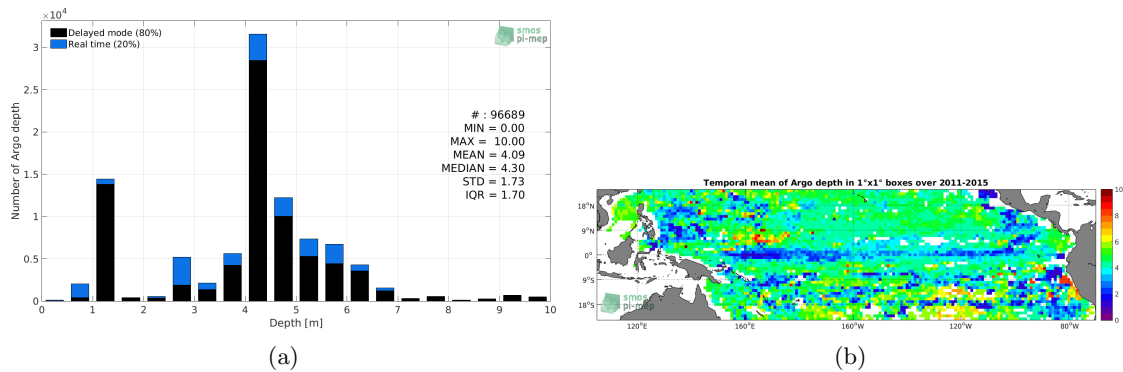 ×10⁴
Delayed mode (80%)
Real time (20%)
smos
pi-mep
3
2.5
2
1.5
1
0.5
0
Number of Argo depth
# : 96689
MIN = 0.00
MAX = 10.00
MEAN = 4.09
MEDIAN = 4.30
STD = 1.73
IQR = 1.70
0 1 2 3 4 5 6 7 8 9 10
Depth [m]
(a)
Temporal mean of Argo depth in 1°x1° boxes over 2011-2015
18°N
9°N
0°
9°S
18°S
smos
pi-mep
120°E 160°E 160°W 120°W 80°W
10
8
6
4
2
0
(b)